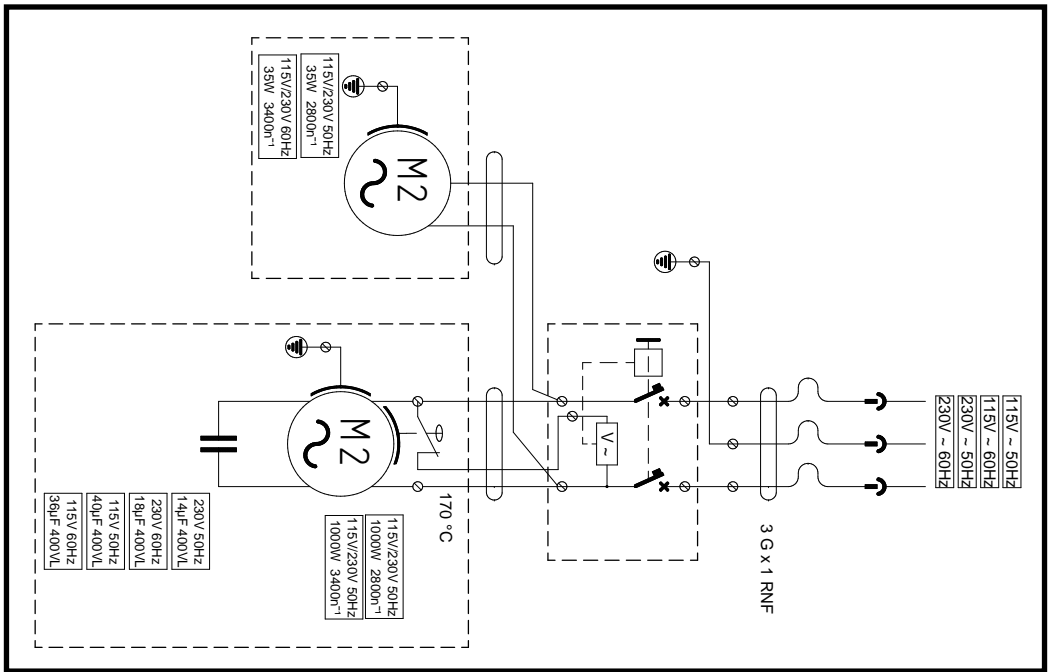 115V ~ 50Hz
115V ~ 60Hz
230V ~ 50Hz
230V ~ 60Hz
3 G x 1 RNF
V ~
115V/230V 50Hz
35W 2800n⁻¹
115V/230V 60Hz
35W 3400n⁻¹
M2
170 °C
M2
115V/230V 50Hz
1000W 2800n⁻¹
115V/230V 50Hz
1000W 3400n⁻¹
230V 50Hz
14µF 400VL
230V 60Hz
18µF 400VL
115V 50Hz
40µF 400VL
115V 60Hz
36µF 400VL